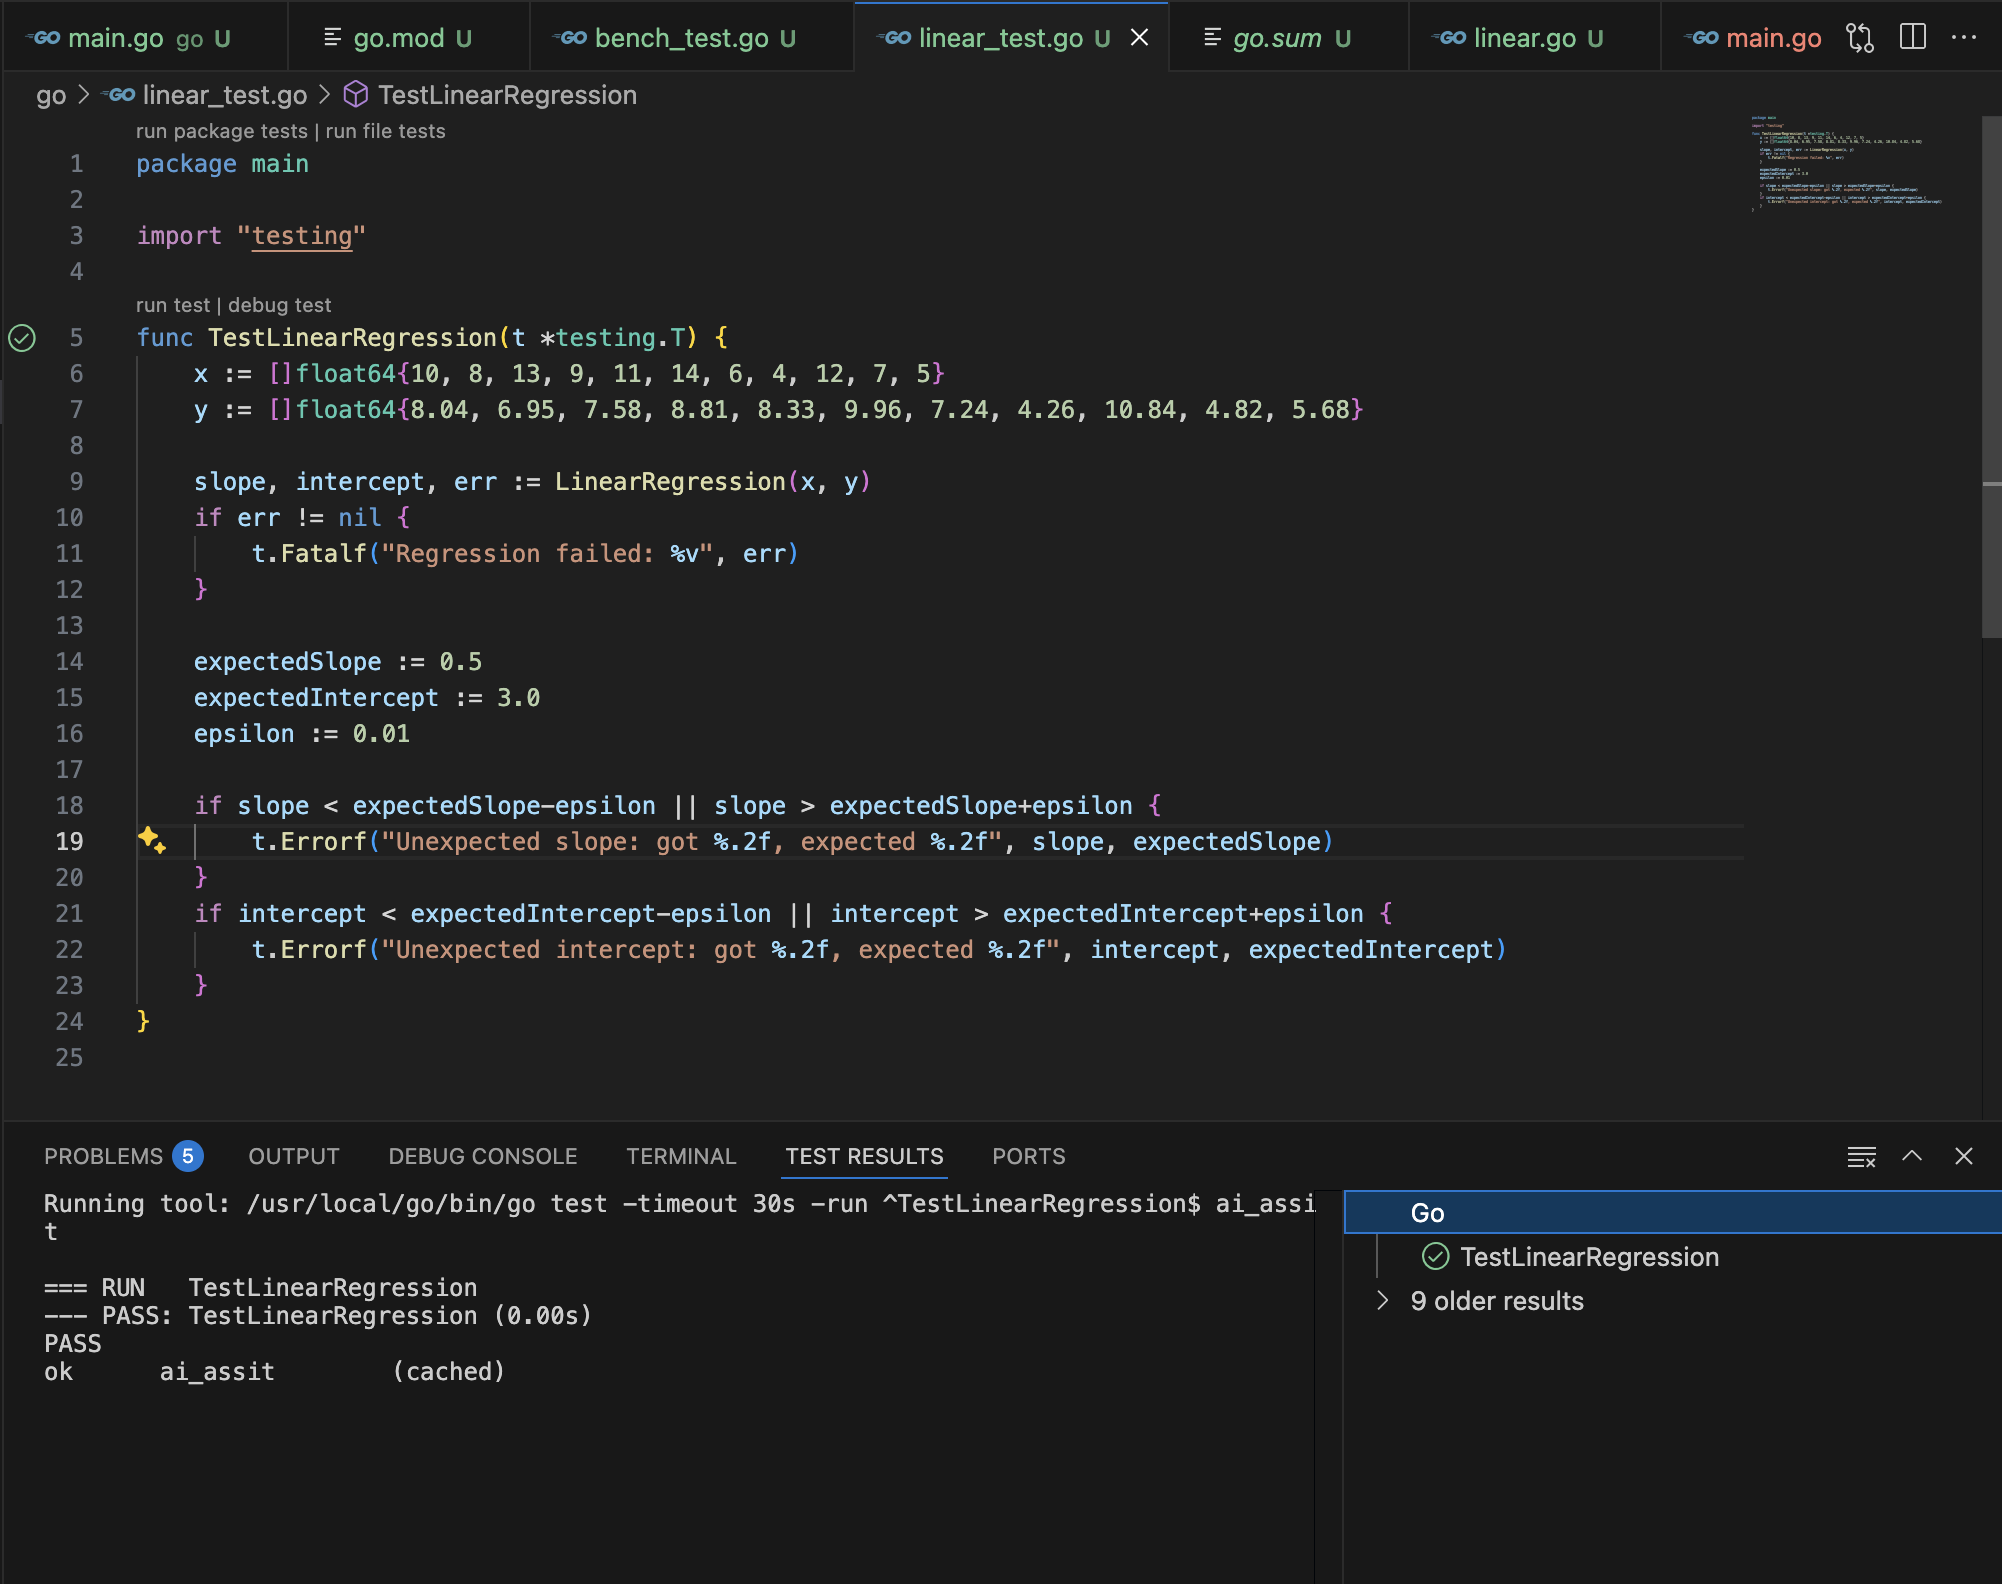 main.go go U go.mod U bench_test.go U linear_test.go U go.sum U linear.go U main.go
go > linear_test.go > TestLinearRegression
run package tests | run file tests
1 package main
2
3 import "testing"
4
run test | debug test
5 func TestLinearRegression(t *testing.T) {
6 x := []float64{10, 8, 13, 9, 11, 14, 6, 4, 12, 7, 5}
7 y := []float64{8.04, 6.95, 7.58, 8.81, 8.33, 9.96, 7.24, 4.26, 10.84, 4.82, 5.68}
8
9 slope, intercept, err := LinearRegression(x, y)
10 if err != nil {
11 t.Fatalf("Regression failed: %v", err)
12 }
13
14 expectedSlope := 0.5
15 expectedIntercept := 3.0
16 epsilon := 0.01
17
18 if slope < expectedSlope-epsilon || slope > expectedSlope+epsilon {
19 t.Errorf("Unexpected slope: got %.2f, expected %.2f", slope, expectedSlope)
20 }
21 if intercept < expectedIntercept-epsilon || intercept > expectedIntercept+epsilon {
22 t.Errorf("Unexpected intercept: got %.2f, expected %.2f", intercept, expectedIntercept)
23 }
24 }
25
PROBLEMS 5 OUTPUT DEBUG CONSOLE TERMINAL TEST RESULTS PORTS
Running tool: /usr/local/go/bin/go test -timeout 30s -run ^TestLinearRegression$ ai_assi
t
=== RUN TestLinearRegression
--- PASS: TestLinearRegression (0.00s)
PASS
ok ai_assit (cached)
Go
TestLinearRegression
9 older results